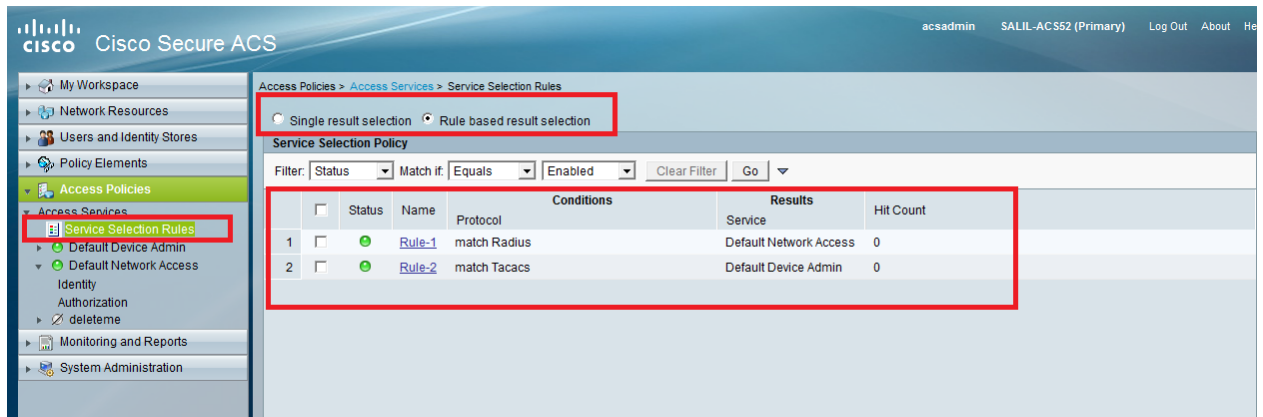 acsadmin SALIL-ACS52 (Primary) Log Out About He
CISCO Cisco Secure ACS
My Workspace
Network Resources
Users and Identity Stores
Policy Elements
Access Policies
Access Services
Service Selection Rules
Default Device Admin
Default Network Access
Identity
Authorization
deleteme
Monitoring and Reports
System Administration
Access Policies > Access Services > Service Selection Rules
Single result selection Rule based result selection
Service Selection Policy
Filter: Status Match if: Equals Enabled Clear Filter Go
Status Name Conditions Results Hit Count
Protocol Service
1 Rule-1 match Radius Default Network Access 0
2 Rule-2 match Tacacs Default Device Admin 0